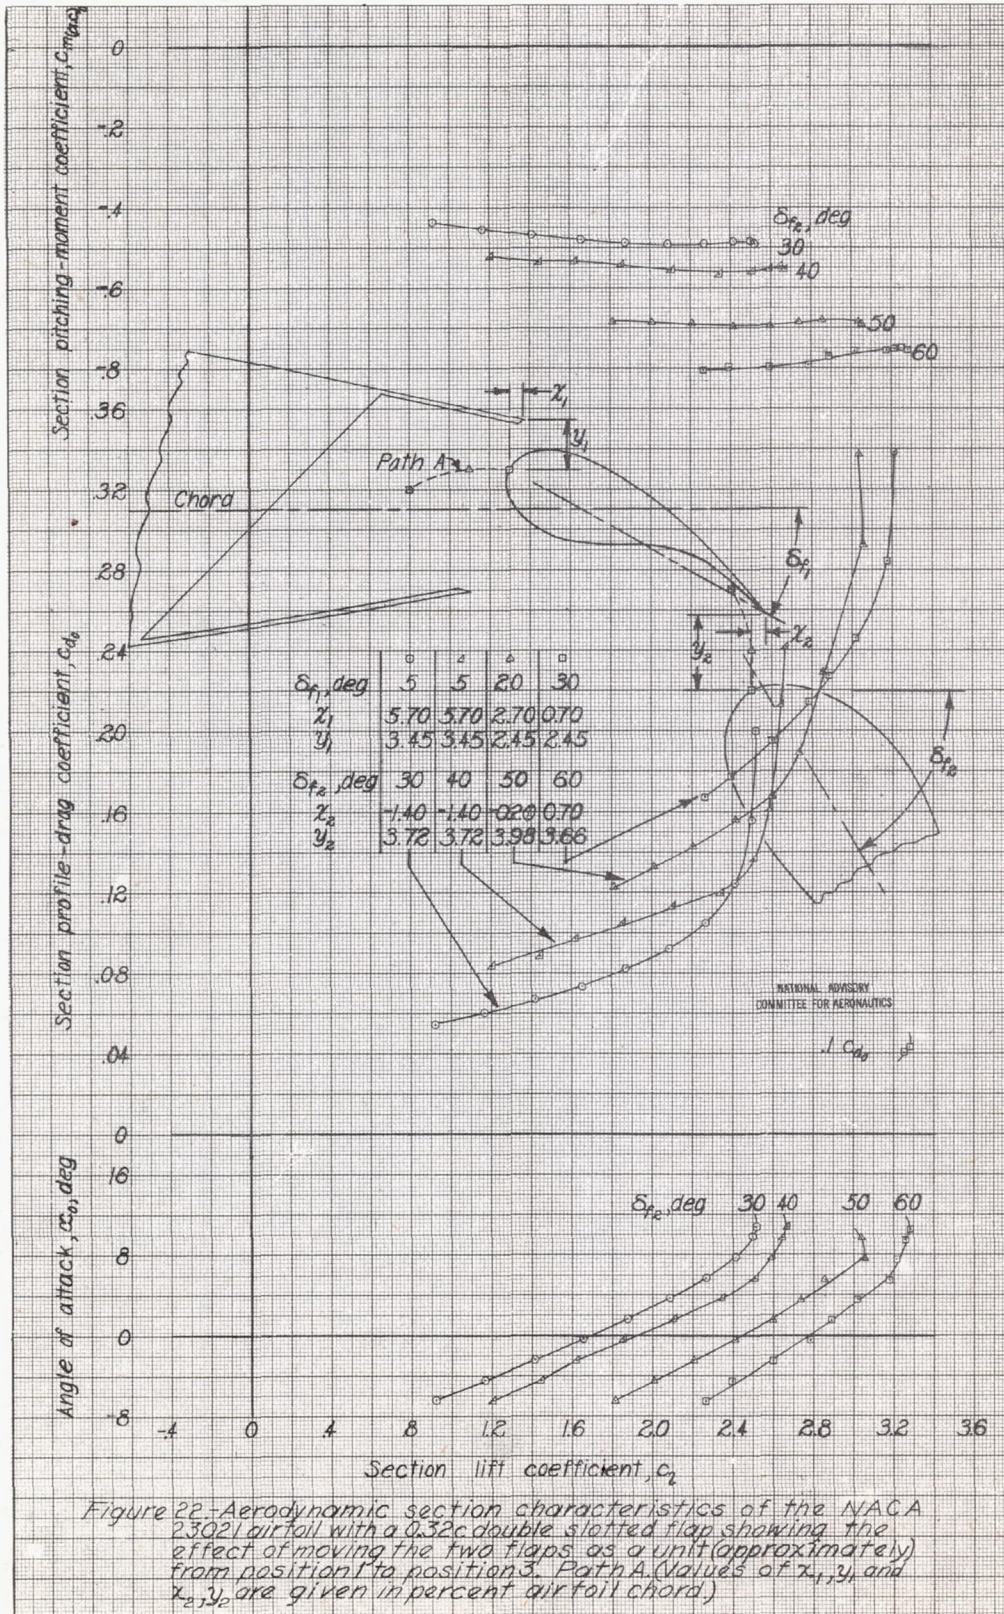 Section pitching-moment coefficient, cm(a.c.)0
0
-.2
-.4
-.6
-.8
δf2, deg
30
40
50
60
Section profile-drag coefficient, cd0
.36
.32
.28
.24
.20
.16
.12
.08
.04
0
x1
y1
Path A
Chord
δf1
y2
x2
δf2
δf1, deg 5 5 20 30
x1 5.70 5.70 2.70 0.70
y1 3.45 3.45 2.45 2.45
δf2, deg 30 40 50 60
x2 -1.40 -1.40 -0.20 0.70
y2 3.72 3.72 3.98 3.66
NATIONAL ADVISORY
COMMITTEE FOR AERONAUTICS
.1 cd0
Angle of attack, α0, deg
16
8
0
-8
δf2, deg 30 40 50 60
-.4 0 .4 .8 1.2 1.6 2.0 2.4 2.8 3.2 3.6
Section lift coefficient, cl
Figure 22.-Aerodynamic section characteristics of the NACA
23021 airfoil with a 0.32c double slotted flap showing the
effect of moving the two flaps as a unit (approximately)
from position 1 to position 3. Path A. (Values of x1, y1 and
x2, y2 are given in percent airfoil chord)